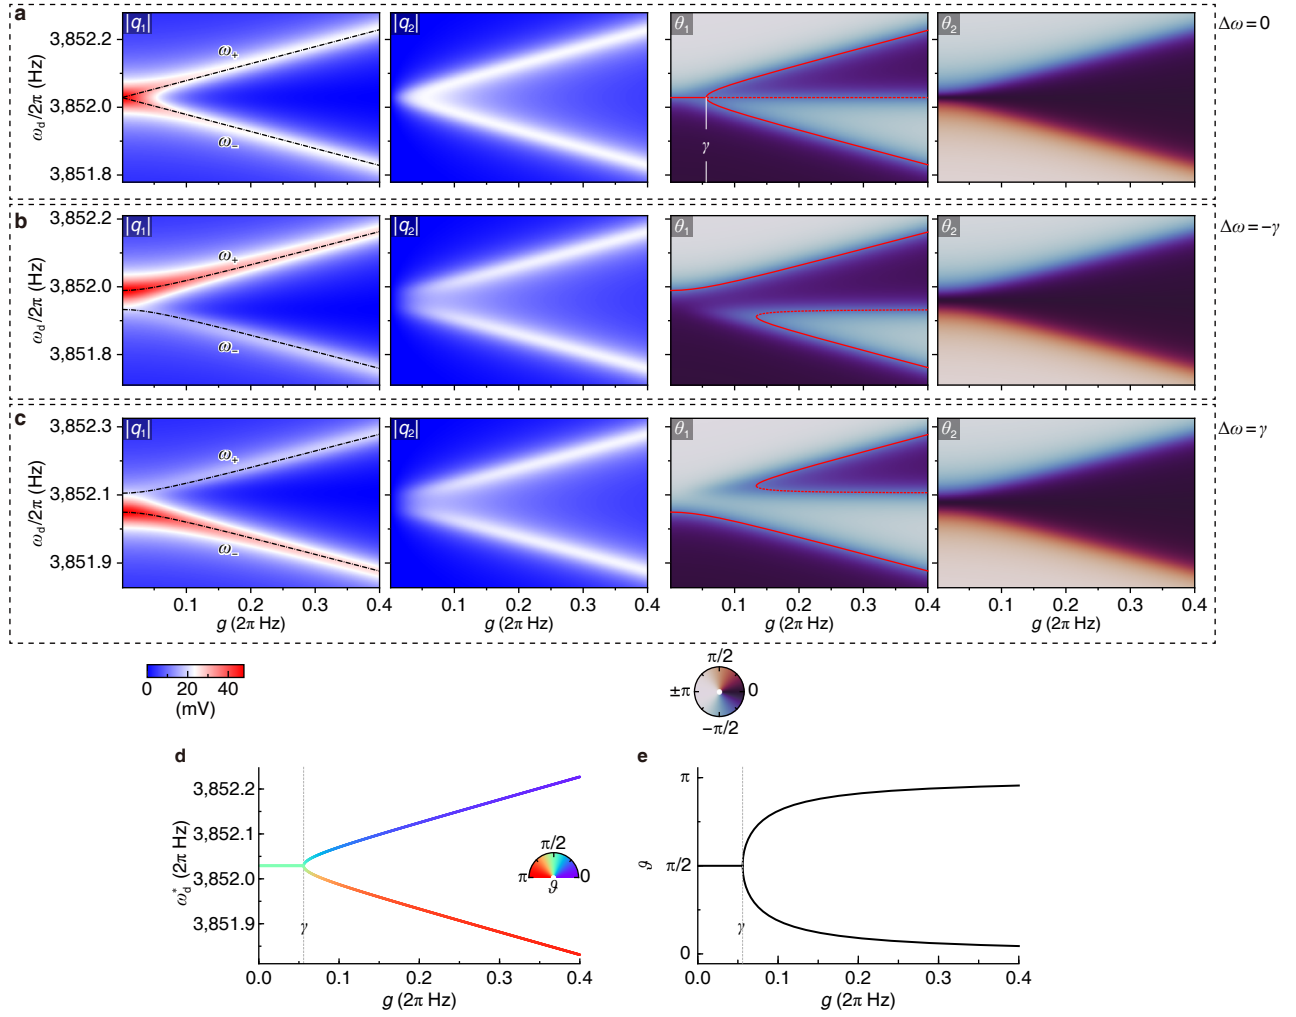 a |q1| |q2| θ1 θ2 Δω = 0
3,852.2
3,852.0
3,851.8
ωd/2π (Hz)
ω+
ω−
γ
b |q1| |q2| θ1 θ2 Δω = −γ
3,852.2
3,852.0
3,851.8
ωd/2π (Hz)
ω+
ω−
c |q1| |q2| θ1 θ2 Δω = γ
3,852.3
3,852.1
3,851.9
ωd/2π (Hz)
ω+
ω−
0.1 0.2 0.3 0.4 0.1 0.2 0.3 0.4 0.1 0.2 0.3 0.4 0.1 0.2 0.3 0.4
g (2π Hz) g (2π Hz) g (2π Hz) g (2π Hz)
0 20 40
(mV)
π/2
±π 0
−π/2
d
3,852.2
3,852.1
3,852.0
3,851.9
ωd* (2π Hz)
π/2
π 0
ϑ
γ
0.0 0.1 0.2 0.3 0.4
g (2π Hz)
e
π
π/2
0
ϑ
γ
0.0 0.1 0.2 0.3 0.4
g (2π Hz)